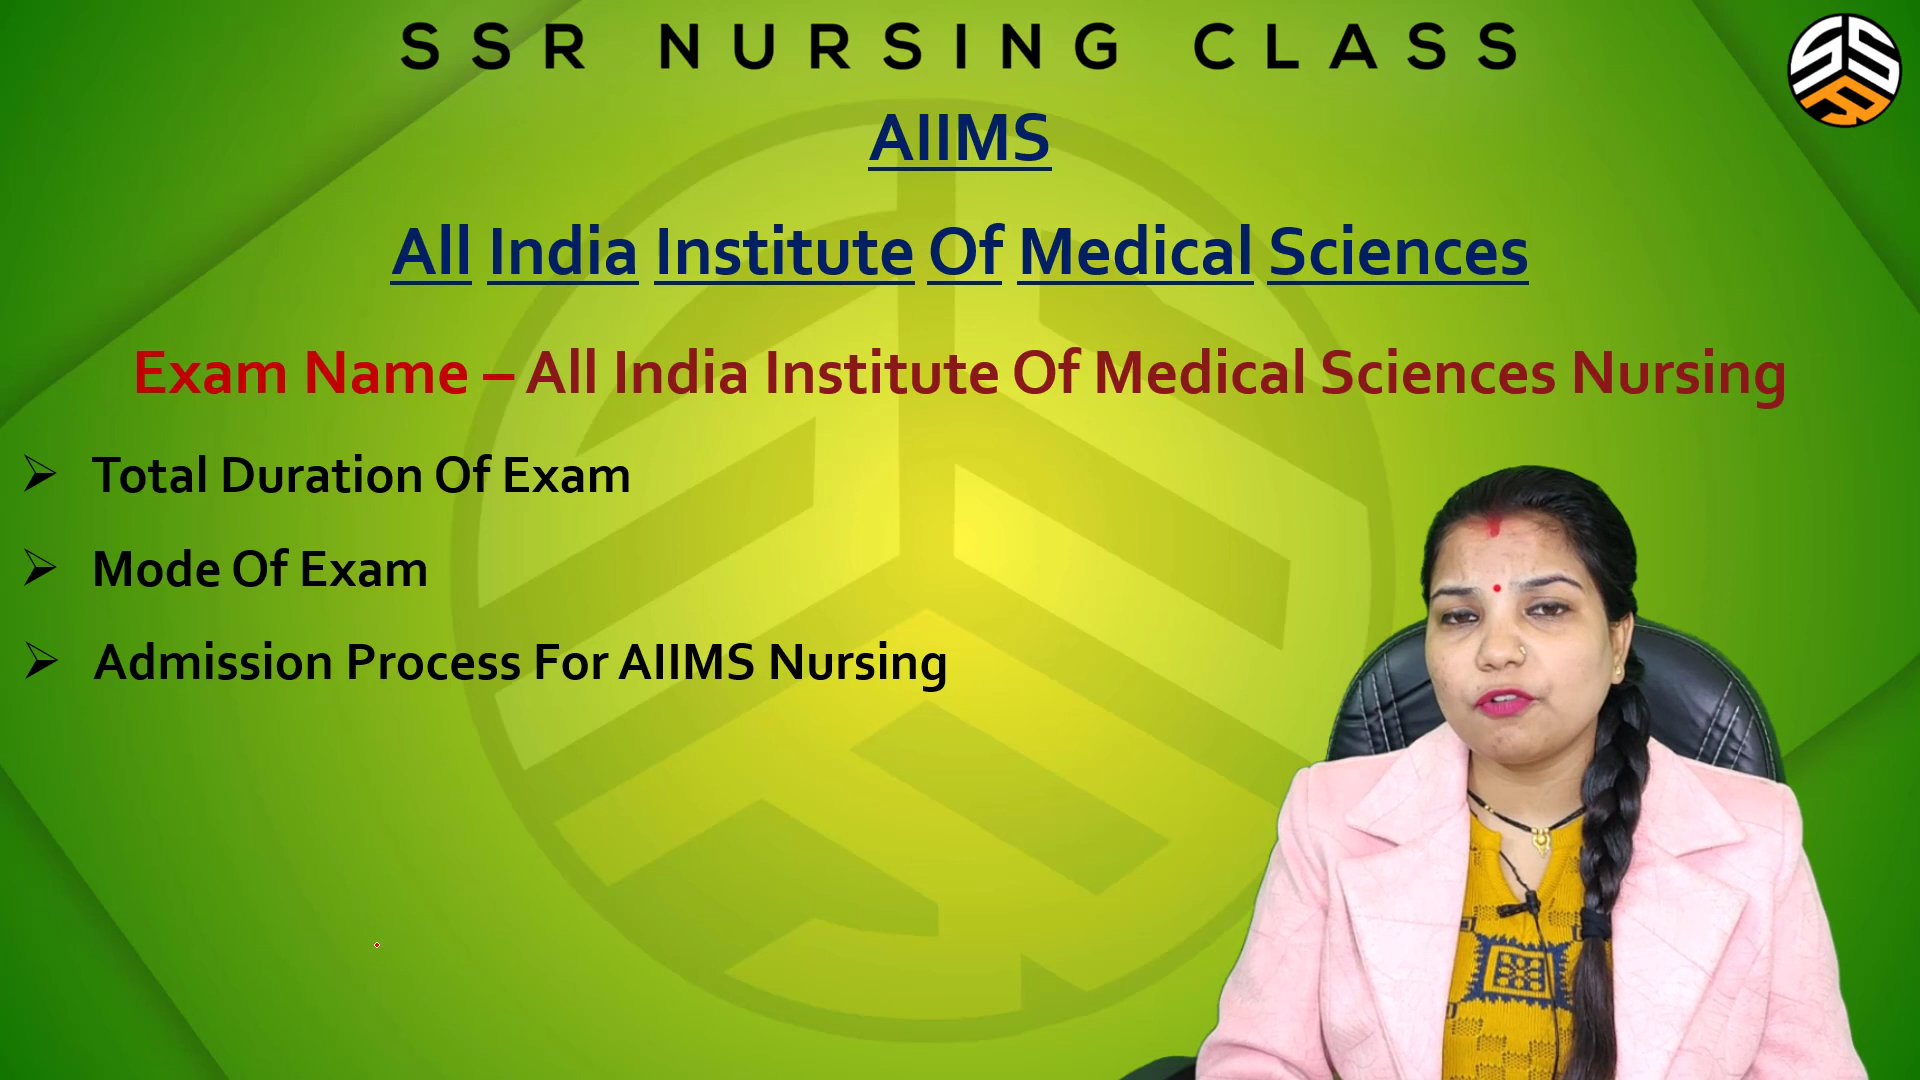 SSR NURSING CLASS
AIIMS
All India Institute Of Medical Sciences
Exam Name – All India Institute Of Medical Sciences Nursing
➢ Total Duration Of Exam
➢ Mode Of Exam
➢ Admission Process For AIIMS Nursing
SSR